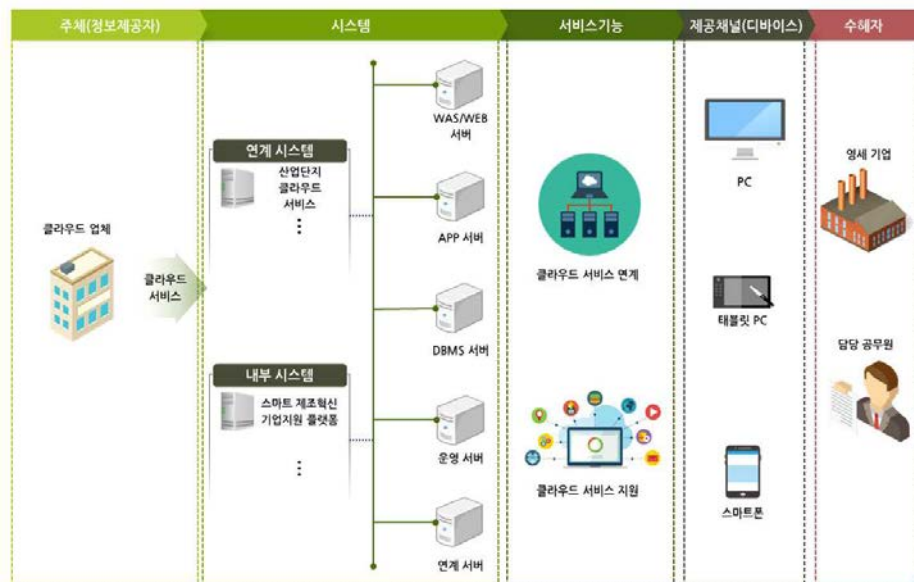 주체(정보제공자)
시스템
서비스기능
제공채널(디바이스)
수혜자
클라우드 업체
클라우드
서비스
연계 시스템
산업단지
클라우드
서비스
내부 시스템
스마트 제조혁신
기업지원 플랫폼
WAS/WEB
서버
APP 서버
DBMS 서버
운영 서버
연계 서버
클라우드 서비스 연계
클라우드 서비스 지원
PC
태블릿 PC
스마트폰
영세 기업
담당 공무원